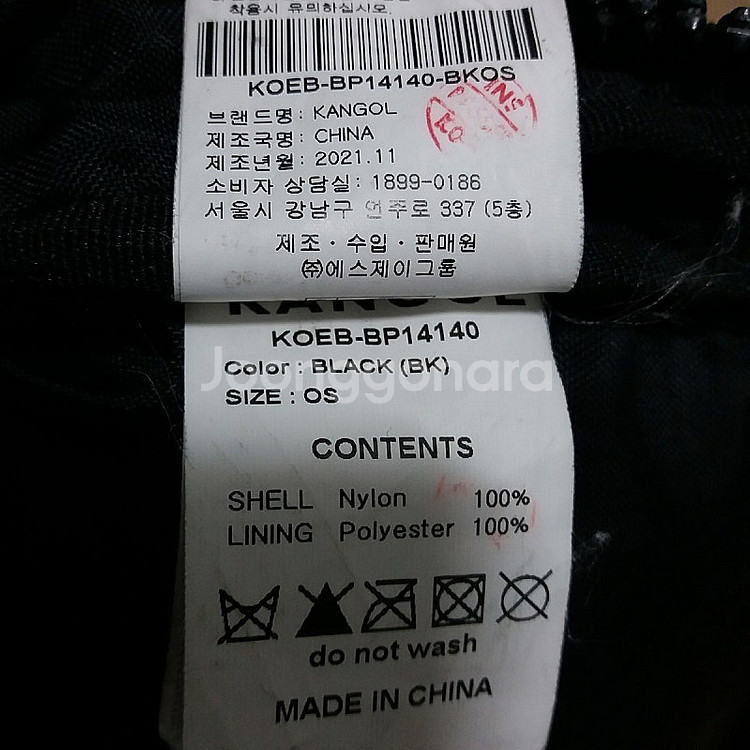 착용시 유의하십시오.
KOEB-BP14140-BKOS
브랜드명: KANGOL
제조국명: CHINA
제조년월: 2021.11
소비자 상담실: 1899-0186
서울시 강남구 언주로 337 (5층)
제조 · 수입 · 판매원
㈜에스제이그룹
KANGOL
KOEB-BP14140
Color : BLACK (BK)
Joonggonara
SIZE : OS
CONTENTS
SHELL Nylon 100%
LINING Polyester 100%
do not wash
MADE IN CHINA